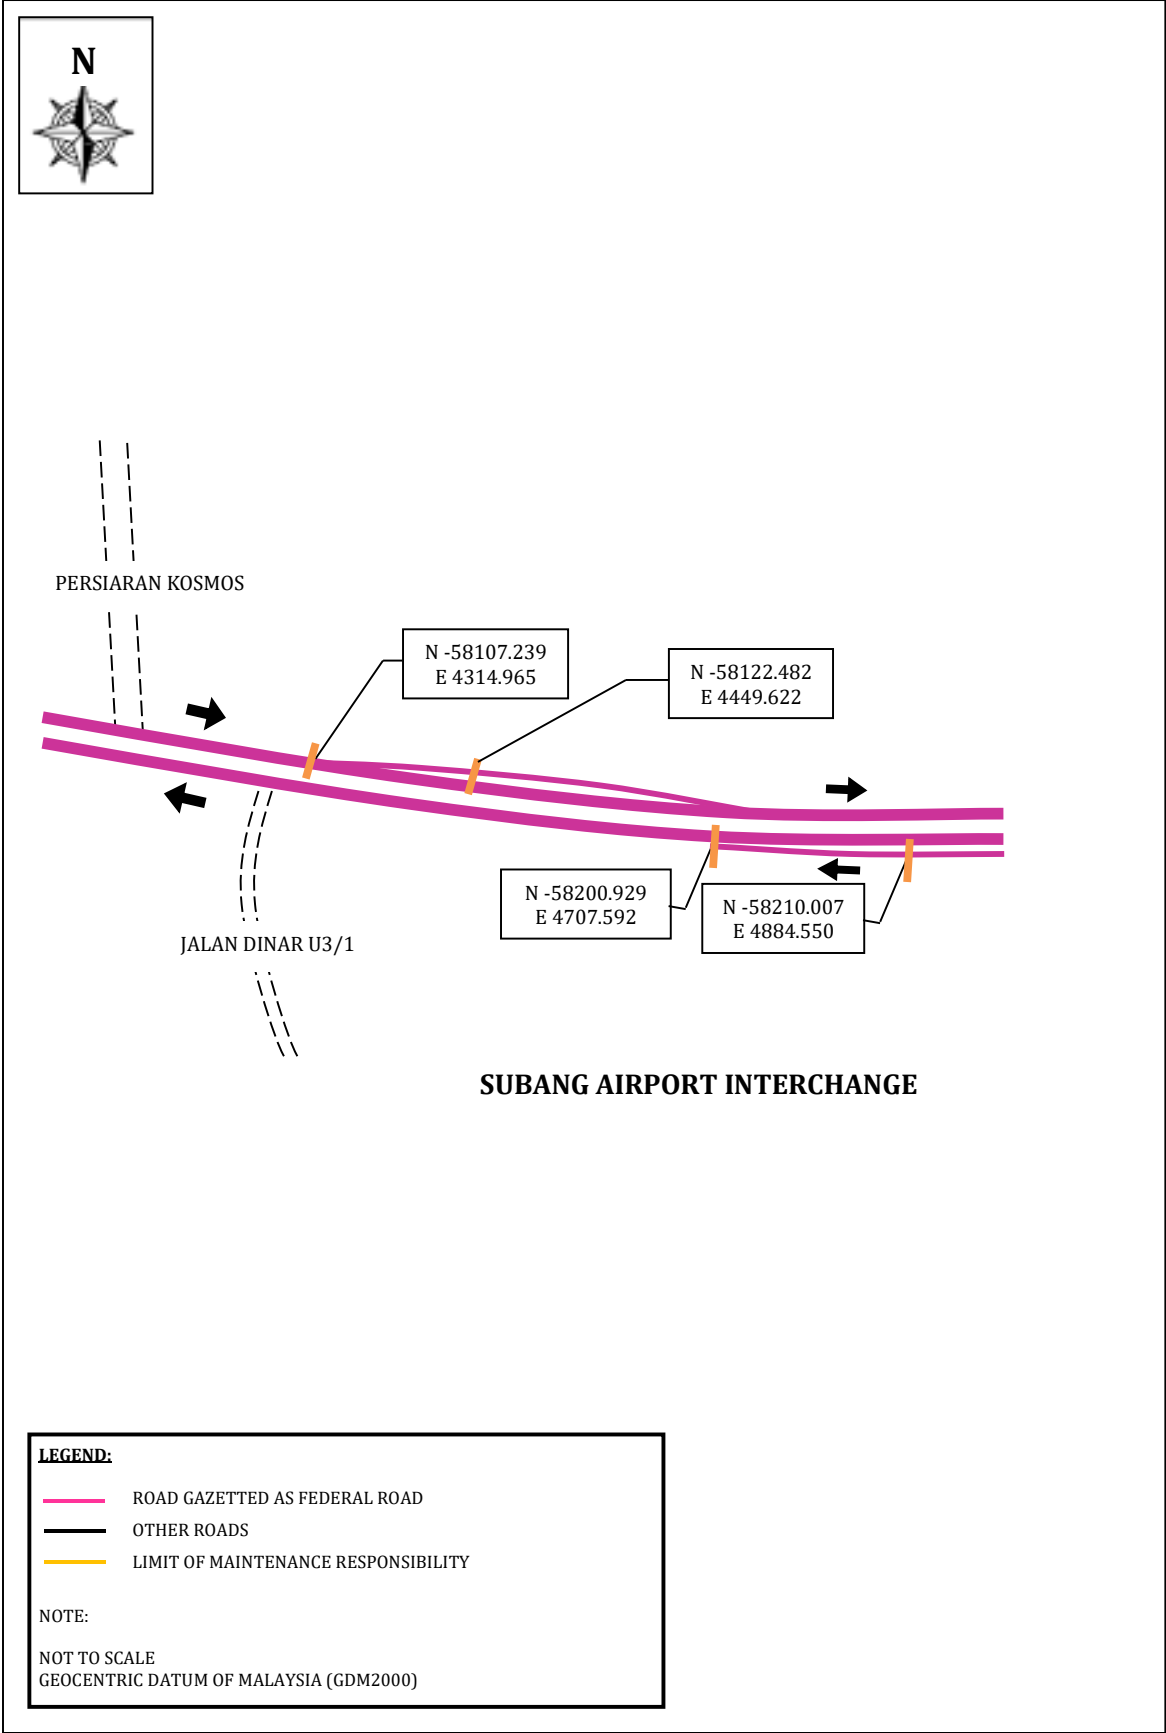 N
PERSIARAN KOSMOS
N -58107.239
E 4314.965
N -58122.482
E 4449.622
N -58200.929
E 4707.592
N -58210.007
E 4884.550
JALAN DINAR U3/1
SUBANG AIRPORT INTERCHANGE
LEGEND:
ROAD GAZETTED AS FEDERAL ROAD
OTHER ROADS
LIMIT OF MAINTENANCE RESPONSIBILITY
NOTE:
NOT TO SCALE
GEOCENTRIC DATUM OF MALAYSIA (GDM2000)